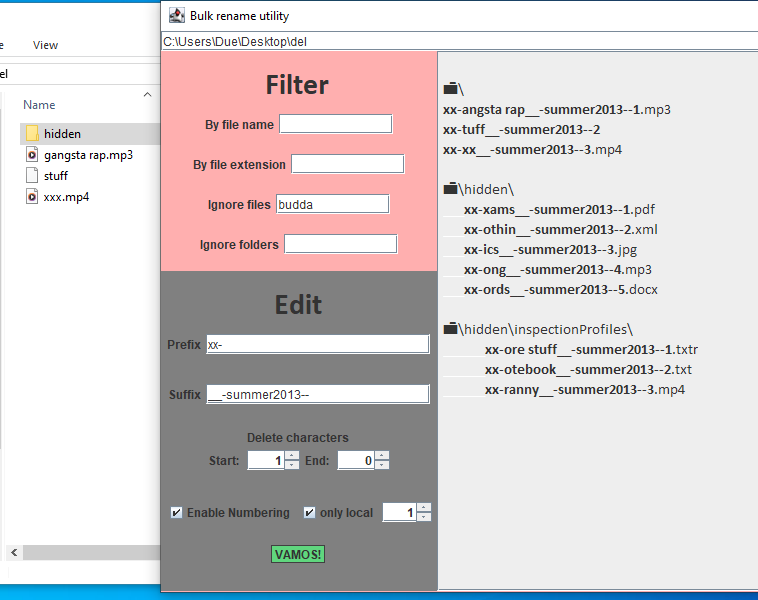 e
View
el
Name
hidden
gangsta rap.mp3
stuff
xxx.mp4
Bulk rename utility
C:\Users\Due\Desktop\del
Filter
By file name
By file extension
Ignore files budda
Ignore folders
Edit
Prefix xx-
Suffix __-summer2013--
Delete characters
Start: 1 End: 0
Enable Numbering only local 1
VAMOS!
\
xx-angsta rap__-summer2013--1.mp3
xx-tuff__-summer2013--2
xx-xx__-summer2013--3.mp4
\hidden\
xx-xams__-summer2013--1.pdf
xx-othin__-summer2013--2.xml
xx-ics__-summer2013--3.jpg
xx-ong__-summer2013--4.mp3
xx-ords__-summer2013--5.docx
\hidden\inspectionProfiles\
xx-ore stuff__-summer2013--1.txtr
xx-otebook__-summer2013--2.txt
xx-ranny__-summer2013--3.mp4